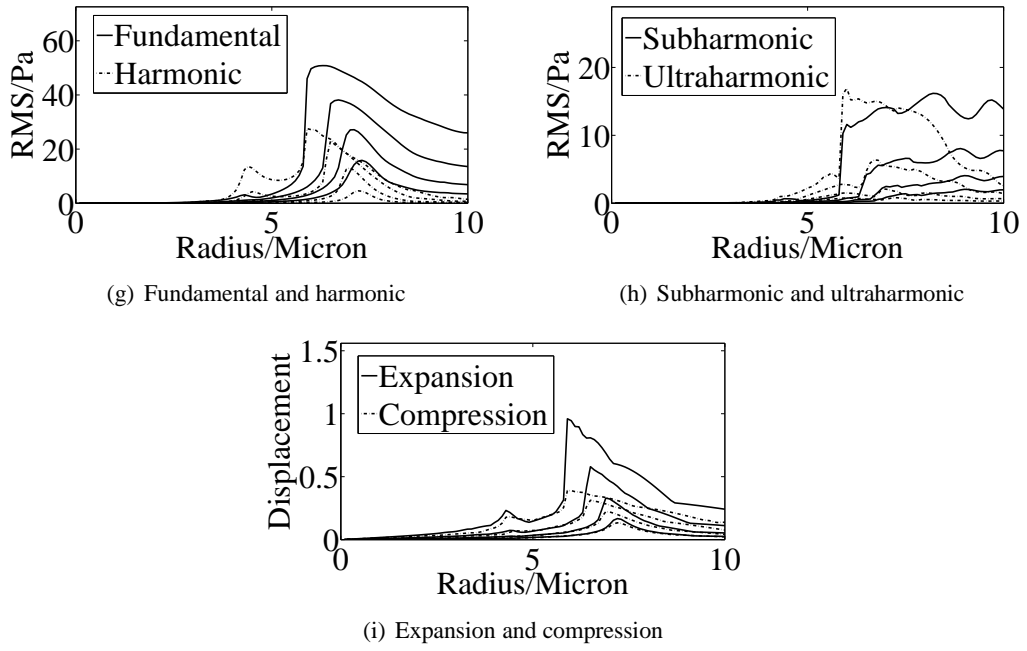 RMS/Pa
60
40
20
0
Fundamental
Harmonic
0
5
10
Radius/Micron
(g) Fundamental and harmonic
RMS/Pa
20
10
0
Subharmonic
Ultraharmonic
0
5
10
Radius/Micron
(h) Subharmonic and ultraharmonic
Displacement
1.5
1
0.5
0
Expansion
Compression
0
5
10
Radius/Micron
(i) Expansion and compression